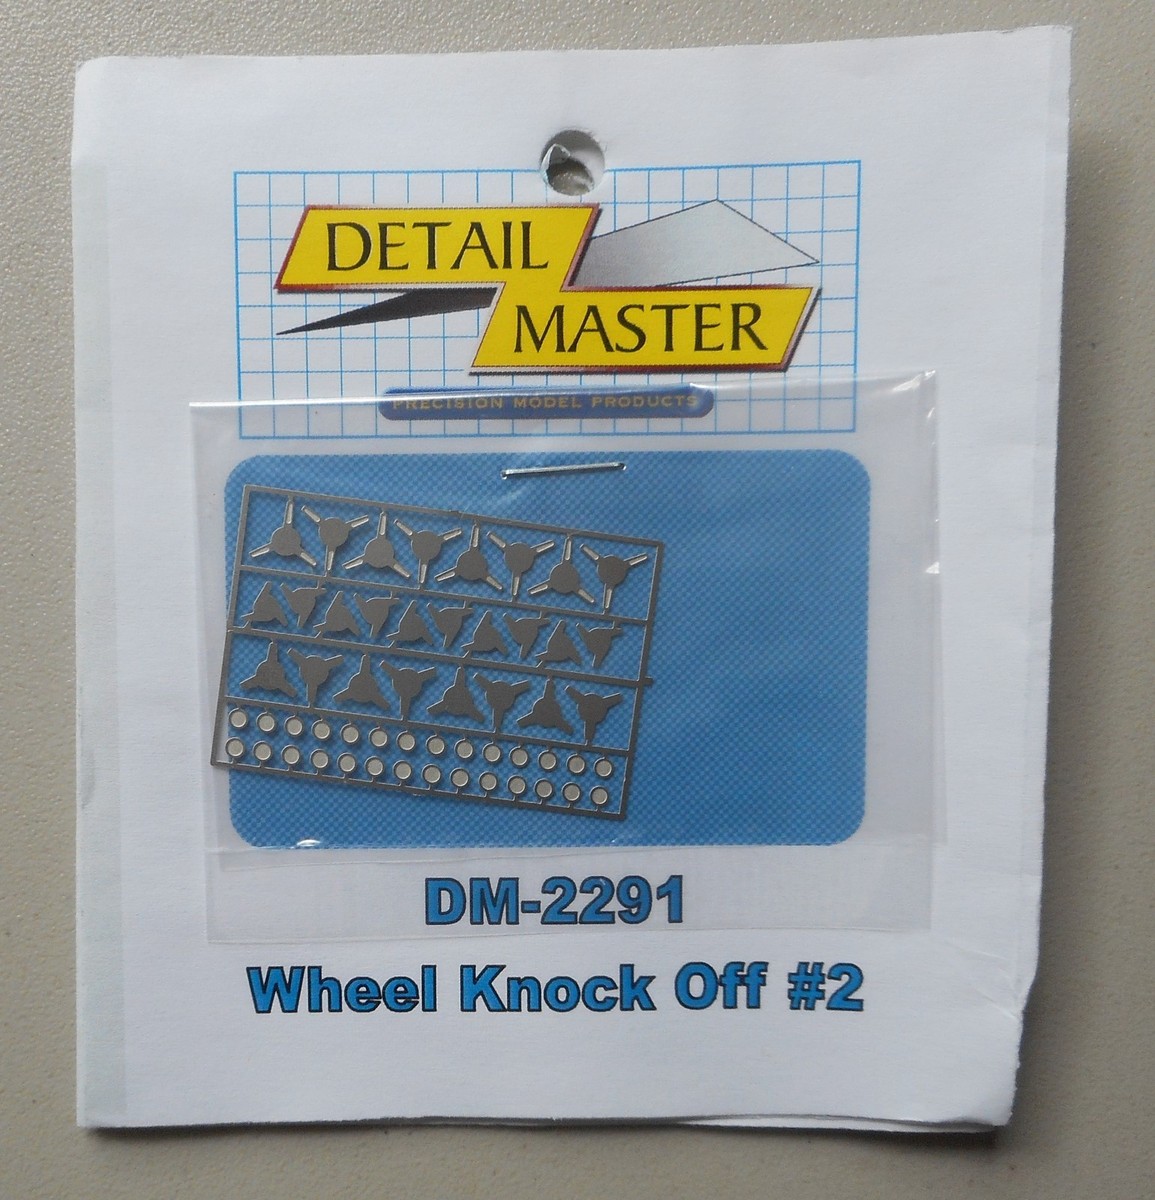 DETAIL
MASTER
PRECISION MODEL PRODUCTS
DM-2291
Wheel Knock Off #2